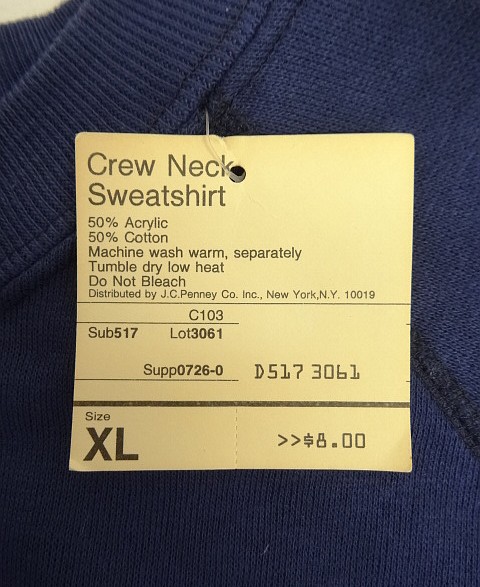 Crew Neck
Sweatshirt
50% Acrylic
50% Cotton
Machine wash warm, separately
Tumble dry low heat
Do Not Bleach
Distributed by J.C.Penney Co. Inc., New York,N.Y. 10019
C103
Sub517 Lot3061
Supp0726-0 D517 3061
Size
XL >>$8.00